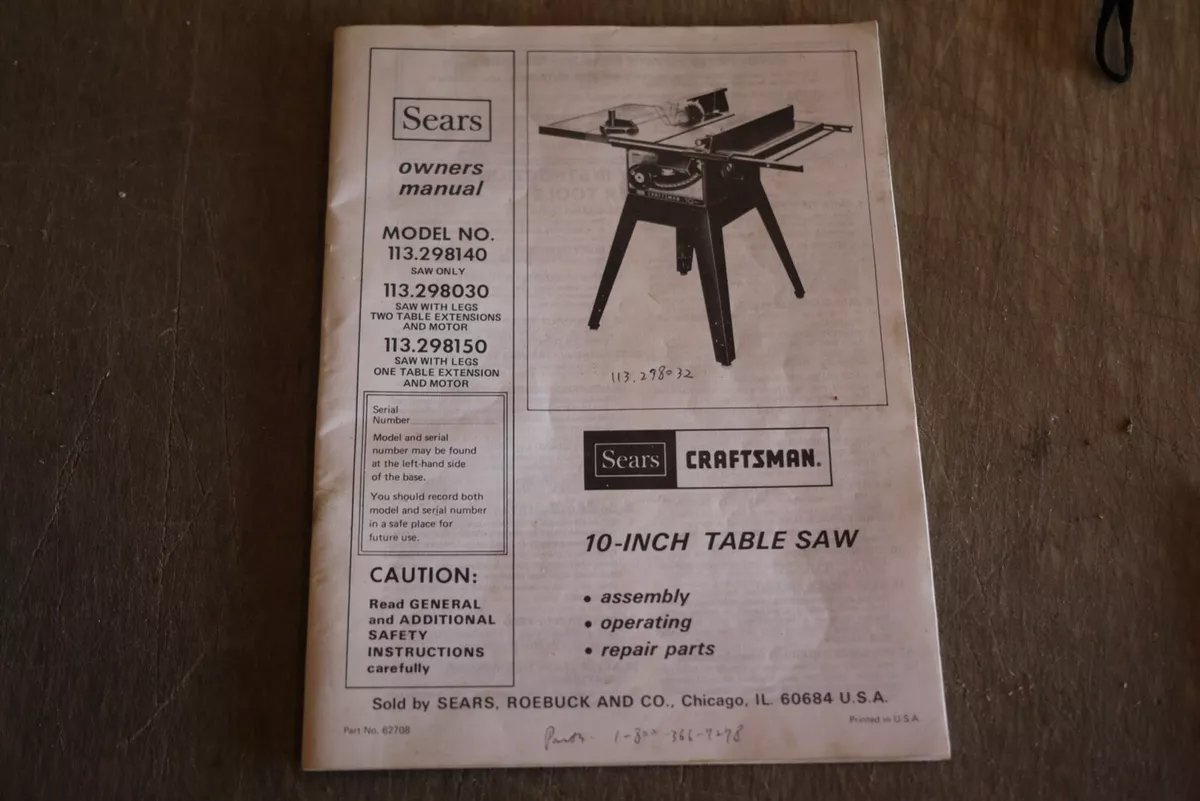 Sears
owners
manual
MODEL NO.
113.298140
SAW ONLY
113.298030
SAW WITH LEGS
TWO TABLE EXTENSIONS
AND MOTOR
113.298150
SAW WITH LEGS
ONE TABLE EXTENSION
AND MOTOR
Serial
Number
Model and serial
number may be found
at the left-hand side
of the base.
You should record both
model and serial number
in a safe place for
future use.
CAUTION:
Read GENERAL
and ADDITIONAL
SAFETY
INSTRUCTIONS
carefully
CRAFTSMAN
113.298032
Sears CRAFTSMAN.
10-INCH TABLE SAW
• assembly
• operating
• repair parts
Sold by SEARS, ROEBUCK AND CO., Chicago, IL. 60684 U.S.A.
Part No. 62708
Printed in U.S.A.
Parts - 1-800-366-7278